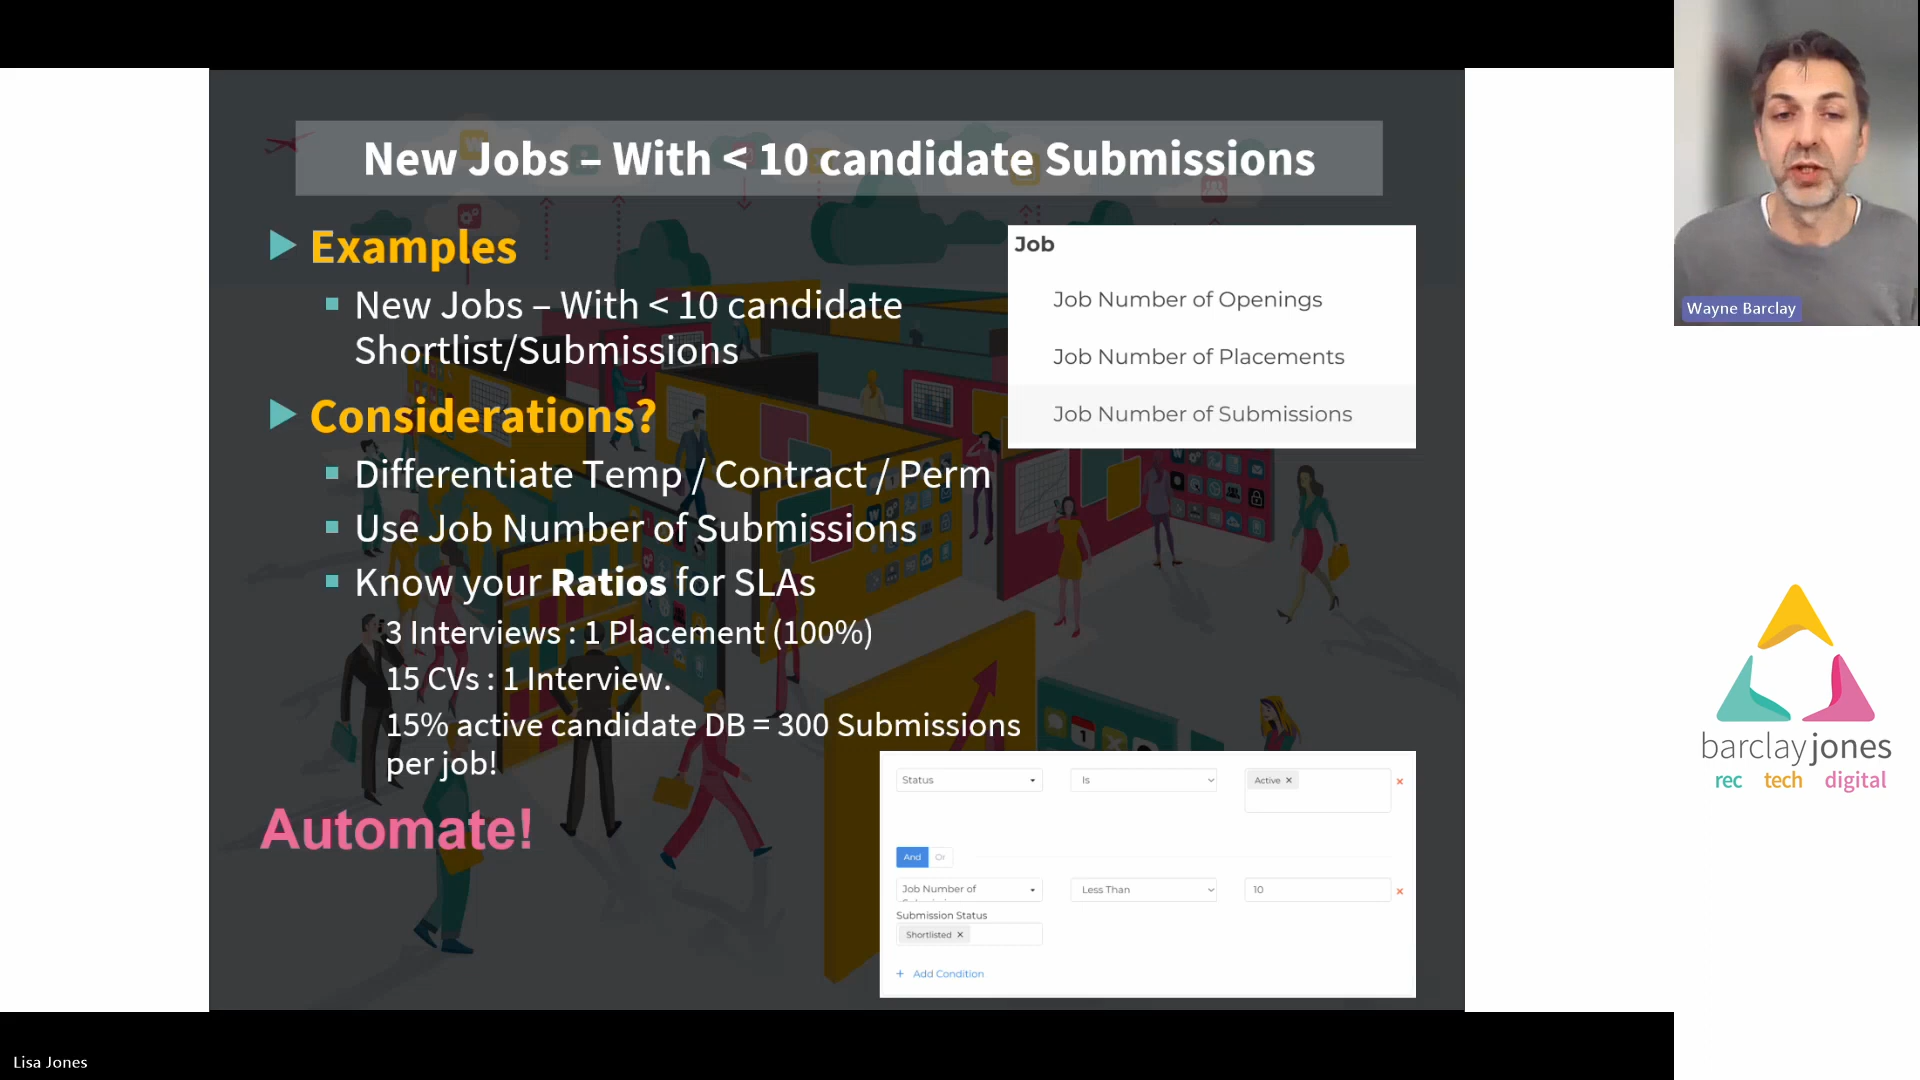 New Jobs – With < 10 candidate Submissions
Examples
New Jobs – With < 10 candidate
Shortlist/Submissions
Considerations?
Differentiate Temp / Contract / Perm
Use Job Number of Submissions
Know your Ratios for SLAs
3 Interviews : 1 Placement (100%)
15 CVs : 1 Interview.
15% active candidate DB = 300 Submissions
per job!
Automate!
Job
Job Number of Openings
Job Number of Placements
Job Number of Submissions
Status Is Active ×
And Or
Job Number of Less Than 10
Submission Status
Shortlisted ×
+ Add Condition
Wayne Barclay
barclayjones
rec tech digital
Lisa Jones